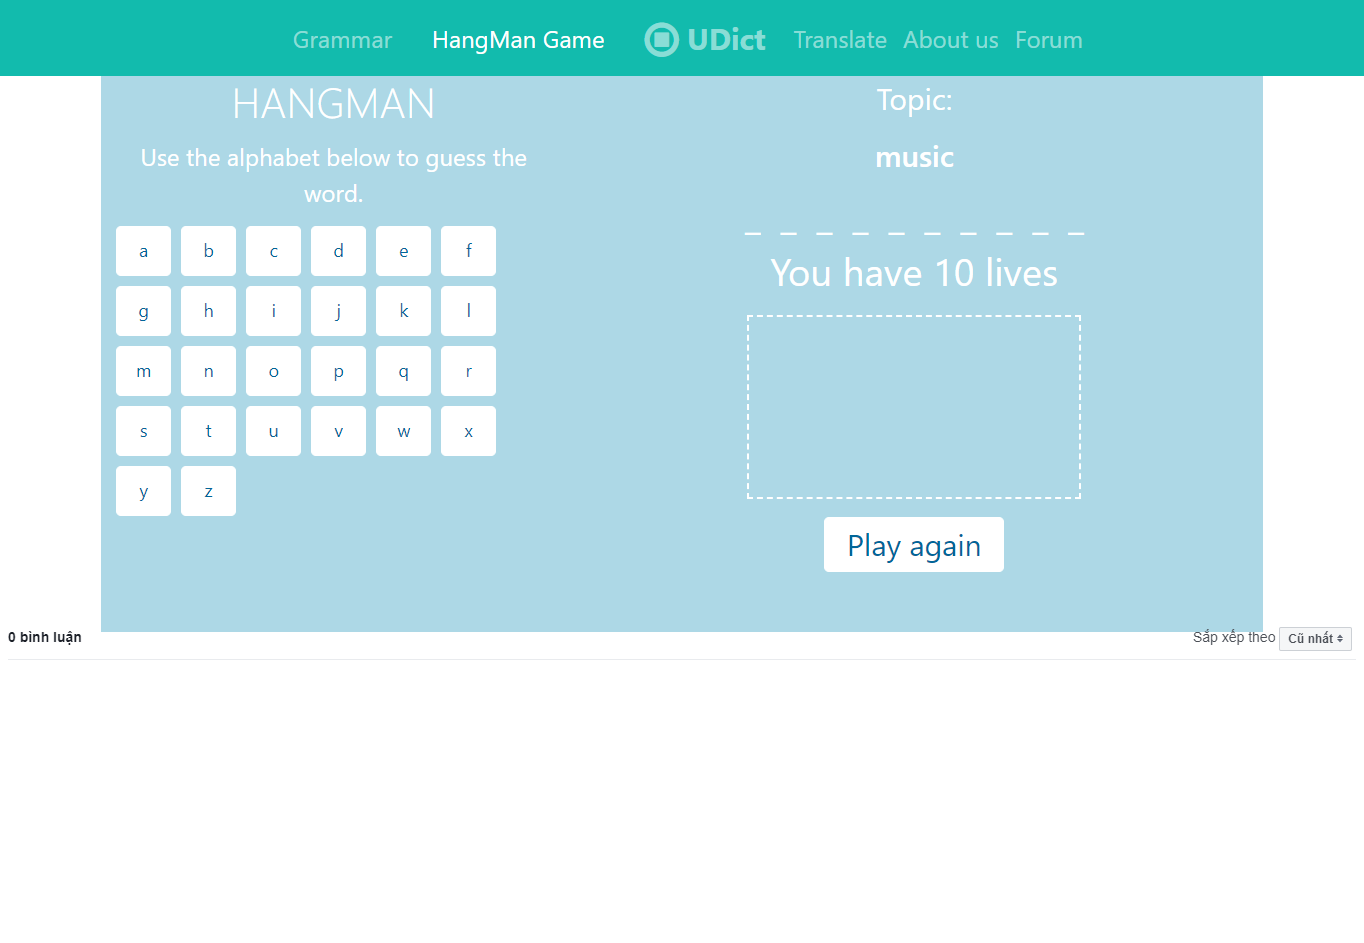 Grammar HangMan Game UDict Translate About us Forum
HANGMAN
Use the alphabet below to guess the
word.
a b c d e f
g h i j k l
m n o p q r
s t u v w x
y z
Topic:
music
_ _ _ _ _ _ _ _ _ _
You have 10 lives
Play again
0 bình luận
Sắp xếp theo Cũ nhất